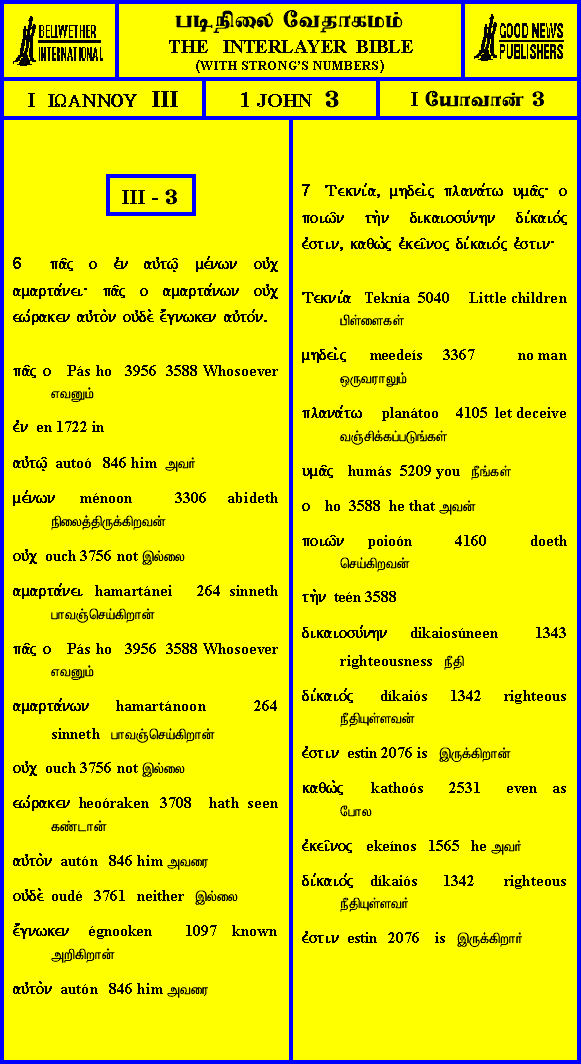 BELLWETHER
INTERNATIONAL
படிநிலை வேதாகமம்
THE INTERLAYER BIBLE
(WITH STRONG'S NUMBERS)
GOOD NEWS
PUBLISHERS
I ΙΩΑΝΝΟΥ III
1 JOHN 3
I யோவான் 3
III - 3
6 πᾶς ο ἐν αὐτῷ μένων οὐχ
αμαρτάνει· πᾶς ο αμαρτάνων οὐχ
εώρακεν αὐτὸν οὐδὲ ἔγνωκεν αὐτόν.
πᾶς ο Pás ho 3956 3588 Whosoever
எவனும்
ἐν en 1722 in
αὐτῷ autoó 846 him அவர்
μένων ménoon 3306 abideth
நிலைத்திருக்கிறவன்
οὐχ ouch 3756 not இல்லை
αμαρτάνει hamartánei 264 sinneth
பாவஞ்செய்கிறான்
πᾶς ο Pás ho 3956 3588 Whosoever
எவனும்
αμαρτάνων hamartánoon 264
sinneth பாவஞ்செய்கிறான்
οὐχ ouch 3756 not இல்லை
εώρακεν heoóraken 3708 hath seen
கண்டான்
αὐτὸν autón 846 him அவரை
οὐδὲ oudé 3761 neither இல்லை
ἔγνωκεν égnooken 1097 known
அறிகிறான்
αὐτὸν autón 846 him அவரை
7 Τεκνία, μηδεὶς πλανάτω υμᾶς· ο
ποιῶν τὴν δικαιοσύνην δίκαιός
ἐστιν, καθὼς ἐκεῖνος δίκαιός ἐστιν·
Τεκνία Teknía 5040 Little children
பிள்ளைகள்
μηδεὶς meedeís 3367 no man
ஒருவராலும்
πλανάτω planátoo 4105 let deceive
வஞ்சிக்கப்படுங்கள்
υμᾶς humás 5209 you நீங்கள்
ο ho 3588 he that அவன்
ποιῶν poioón 4160 doeth
செய்கிறவன்
τὴν teén 3588
δικαιοσύνην dikaiosúneen 1343
righteousness நீதி
δίκαιός díkaiós 1342 righteous
நீதியுள்ளவன்
ἐστιν estin 2076 is இருக்கிறான்
καθὼς kathoós 2531 even as
போல
ἐκεῖνος ekeínos 1565 he அவர்
δίκαιός díkaiós 1342 righteous
நீதியுள்ளவர்
ἐστιν estin 2076 is இருக்கிறார்